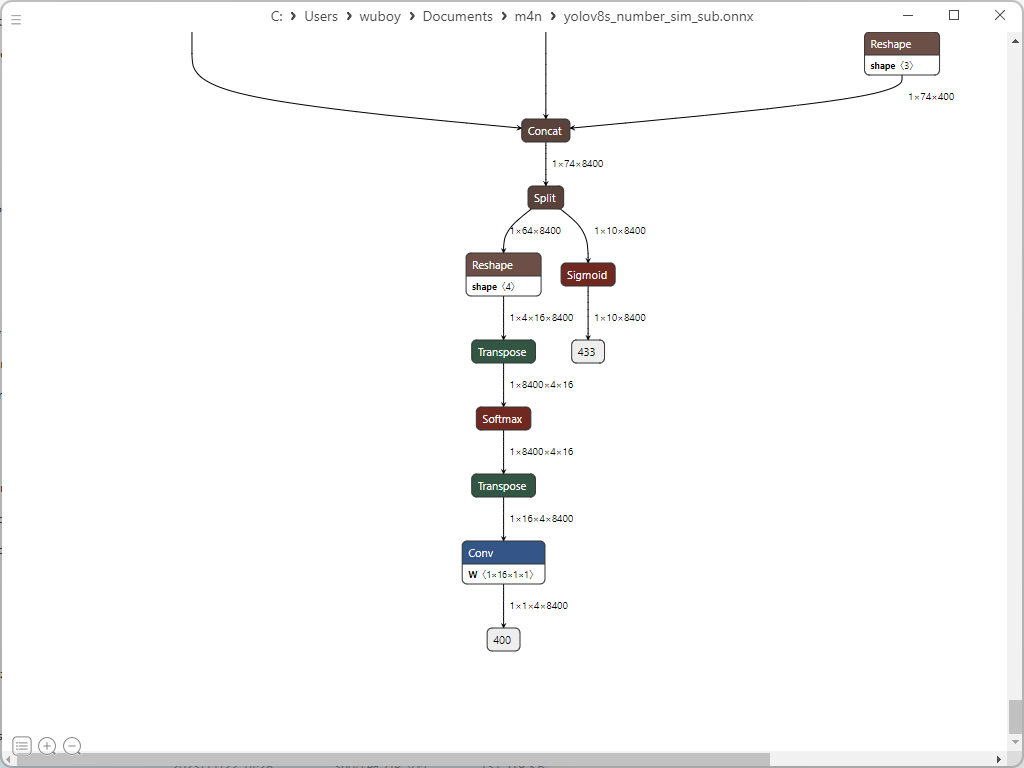 C: > Users > wuboy > Documents > m4n > yolov8s_number_sim_sub.onnx
Reshape
shape 〈3〉
1×74×400
Concat
1×74×8400
Split
1×64×8400
1×10×8400
Reshape
shape 〈4〉
Sigmoid
1×4×16×8400
1×10×8400
Transpose
433
1×8400×4×16
Softmax
1×8400×4×16
Transpose
1×16×4×8400
Conv
W 〈1×16×1×1〉
1×1×4×8400
400